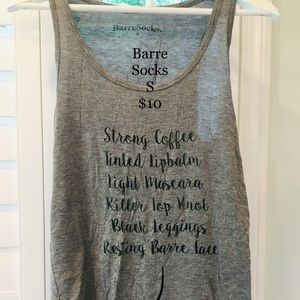 BarreSocks.
Barre
Socks
S
$10
Strong Coffee
Tinted Lipbalm
Light Mascara
Killer Top Knot
Black Leggings
Resting Barre Face